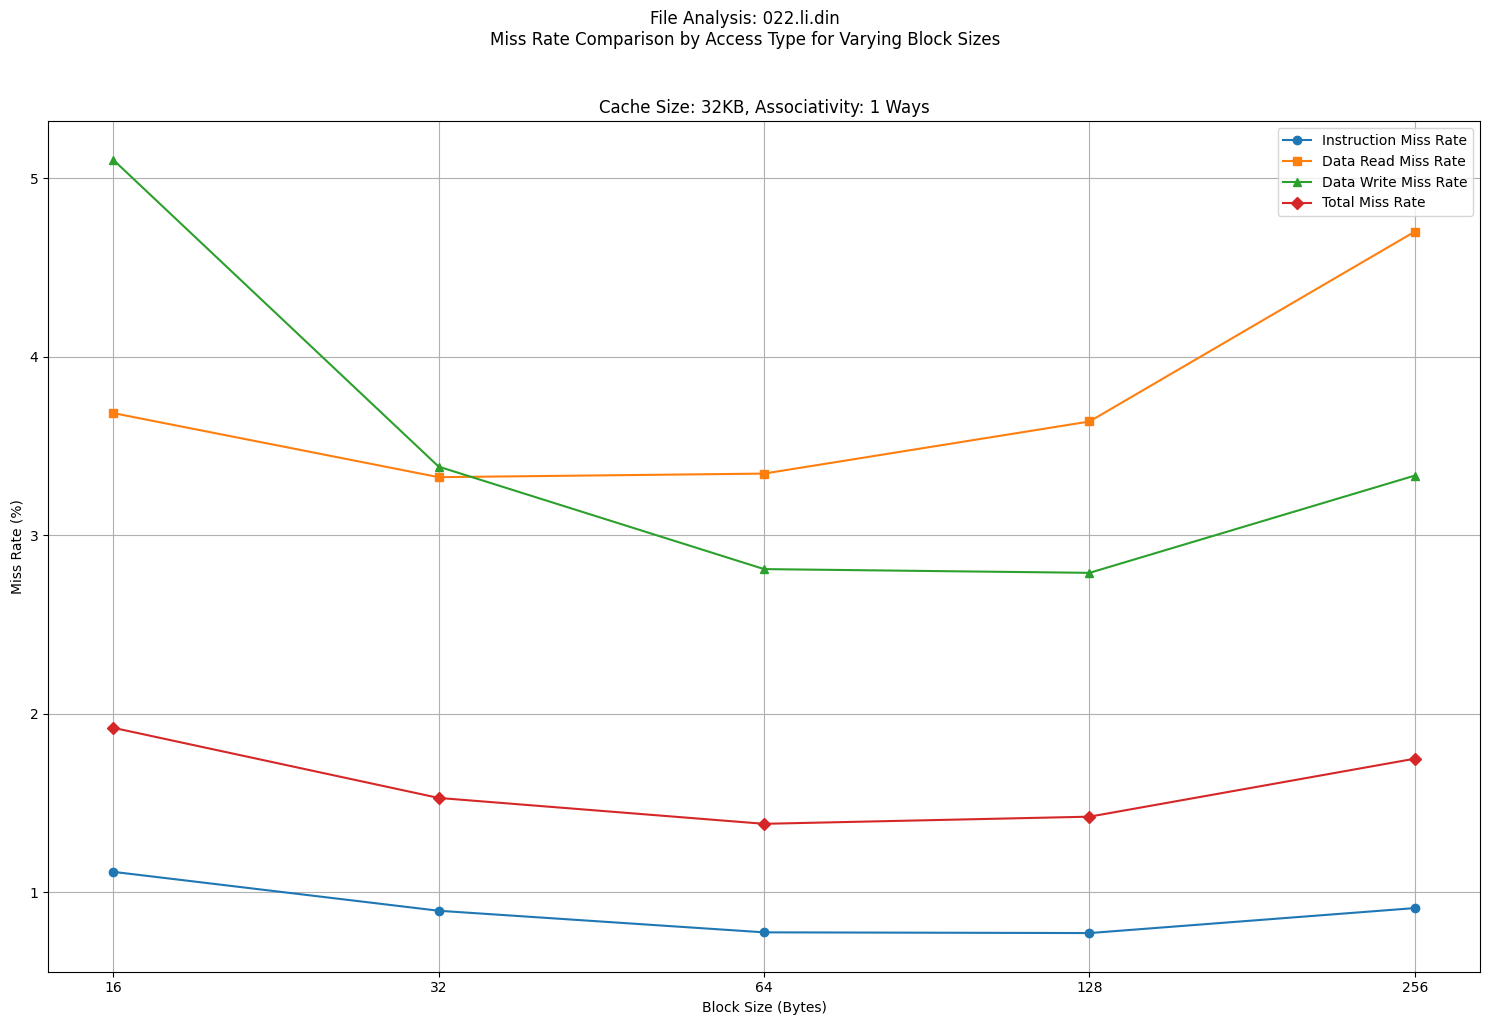 File Analysis: 022.li.din
Miss Rate Comparison by Access Type for Varying Block Sizes
Cache Size: 32KB, Associativity: 1 Ways
Instruction Miss Rate
Data Read Miss Rate
Data Write Miss Rate
Total Miss Rate
Miss Rate (%)
5
4
3
2
1
16 32 64 128 256
Block Size (Bytes)